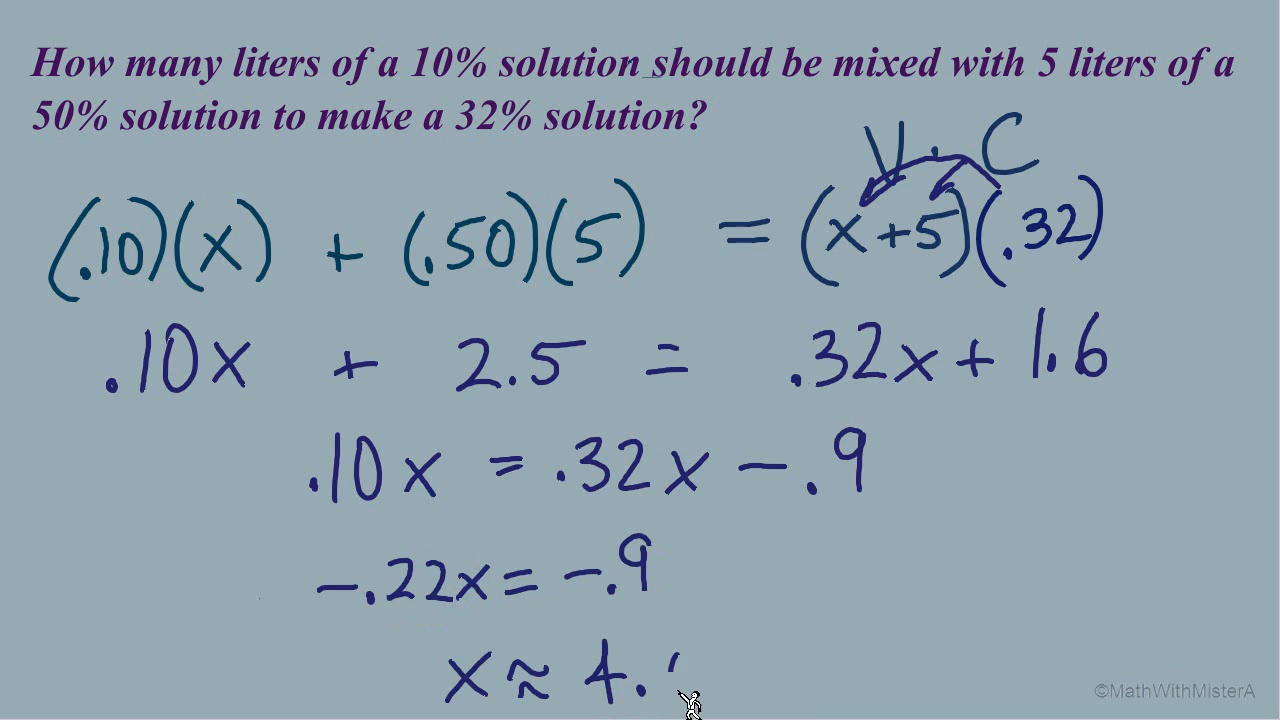 How many liters of a 10% solution should be mixed with 5 liters of a
50% solution to make a 32% solution?
V · C
(.10)(x) + (.50)(5) = (x+5)(.32)
.10x + 2.5 = .32x + 1.6
.10x = .32x - .9
-.22x = -.9
x ≈ 4.
©MathWithMisterA